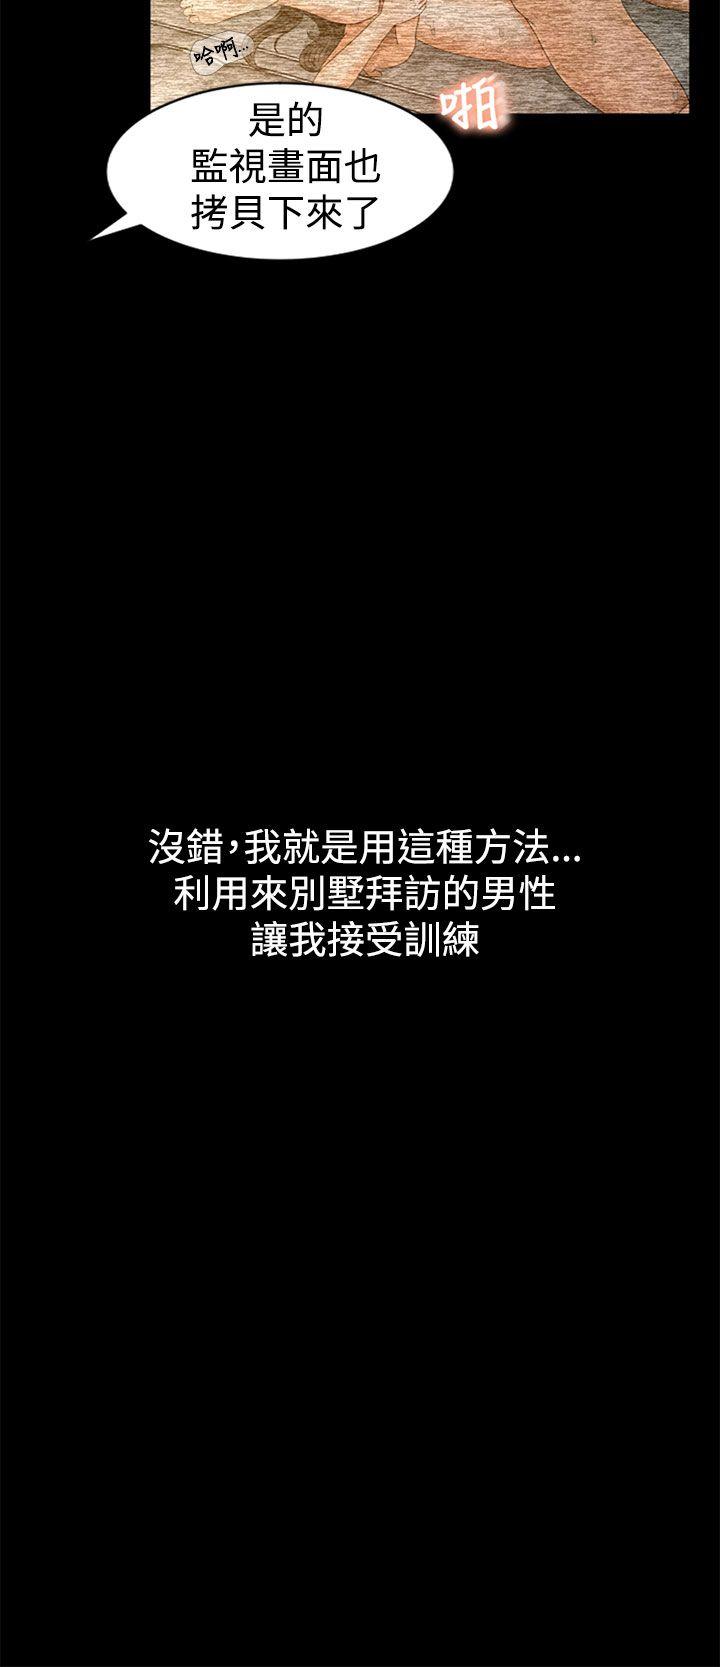 哈啊...
啪
是的
監視畫面也
拷貝下來了
沒錯，我就是用這種方法...
利用來別墅拜訪的男性
讓我接受訓練